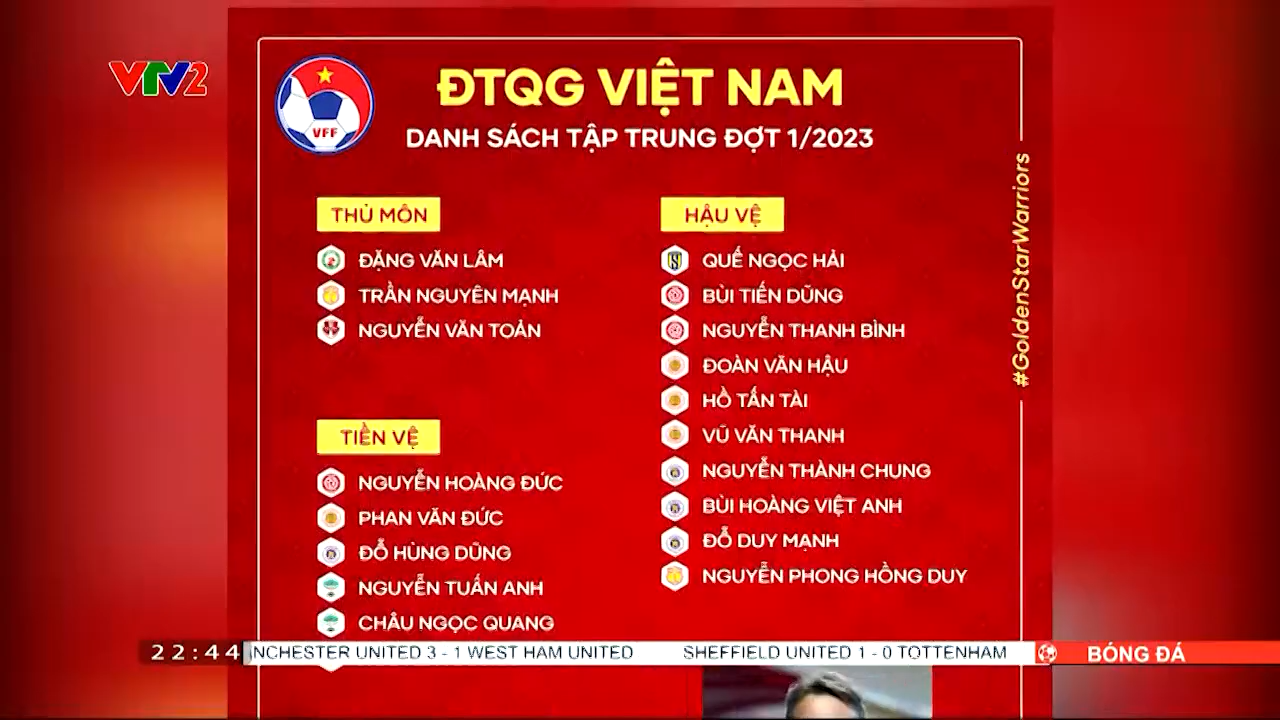 VTV2
VFF
ĐTQG VIỆT NAM
DANH SÁCH TẬP TRUNG ĐỢT 1/2023
#GoldenStarWarriors
THỦ MÔN
ĐẶNG VĂN LÂM
TRẦN NGUYÊN MẠNH
NGUYỄN VĂN TOẢN
HẬU VỆ
QUẾ NGỌC HẢI
BÙI TIẾN DŨNG
NGUYỄN THANH BÌNH
ĐOÀN VĂN HẬU
HỒ TẤN TÀI
VŨ VĂN THANH
NGUYỄN THÀNH CHUNG
BÙI HOÀNG VIỆT ANH
ĐỖ DUY MẠNH
NGUYỄN PHONG HỒNG DUY
TIỀN VỆ
NGUYỄN HOÀNG ĐỨC
PHAN VĂN ĐỨC
ĐỖ HÙNG DŨNG
NGUYỄN TUẤN ANH
CHÂU NGỌC QUANG
22:44 NCHESTER UNITED 3 - 1 WEST HAM UNITED SHEFFIELD UNITED 1 - 0 TOTTENHAM BÓNG ĐÁ